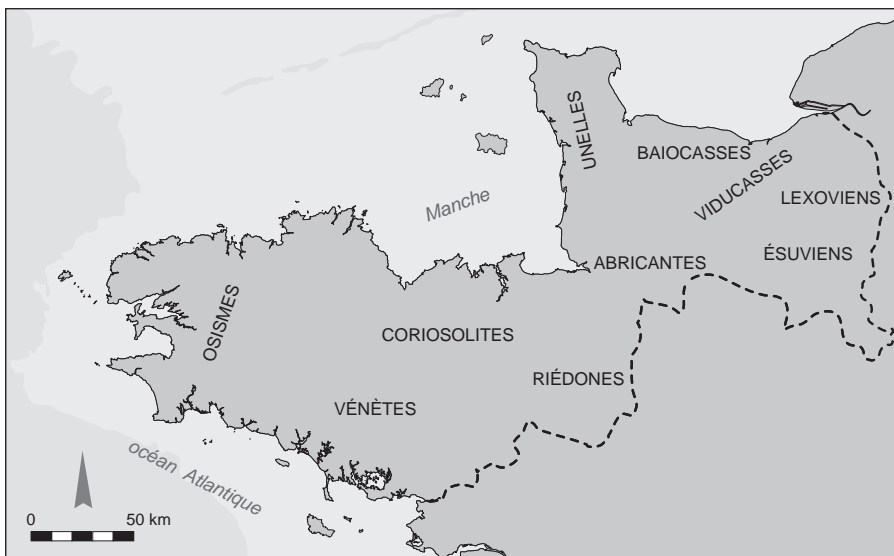 UNELLES
BAIOCASSES
VIDUCASSES
LEXOVIENS
Manche
ABRICANTES
ÉSUVIENS
OSISMES
CORIOSOLITES
RIÉDONES
VÉNÈTES
océan Atlantique
0 50 km